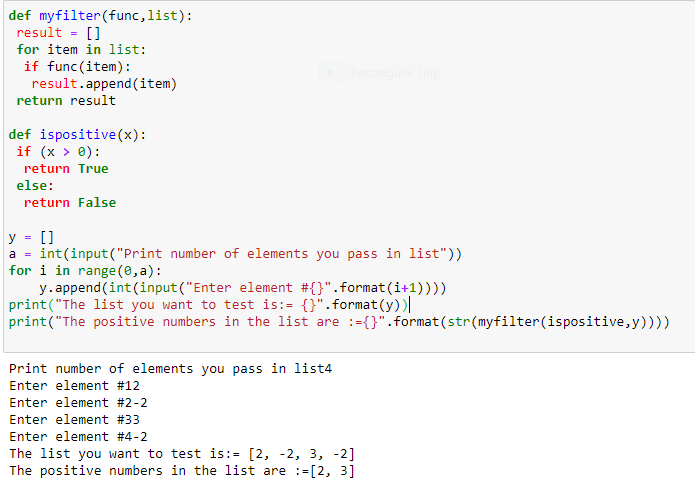 def myfilter(func,list):
 result = []
 for item in list:
  if func(item):
   result.append(item)
 return result

def ispositive(x):
 if (x > 0):
  return True
 else:
  return False

y = []
a = int(input("Print number of elements you pass in list"))
for i in range(0,a):
    y.append(int(input("Enter element #{}".format(i+1))))
print("The list you want to test is:= {}".format(y))
print("The positive numbers in the list are :={}".format(str(myfilter(ispositive,y))))

Print number of elements you pass in list4
Enter element #12
Enter element #2-2
Enter element #33
Enter element #4-2
The list you want to test is:= [2, -2, 3, -2]
The positive numbers in the list are :=[2, 3]